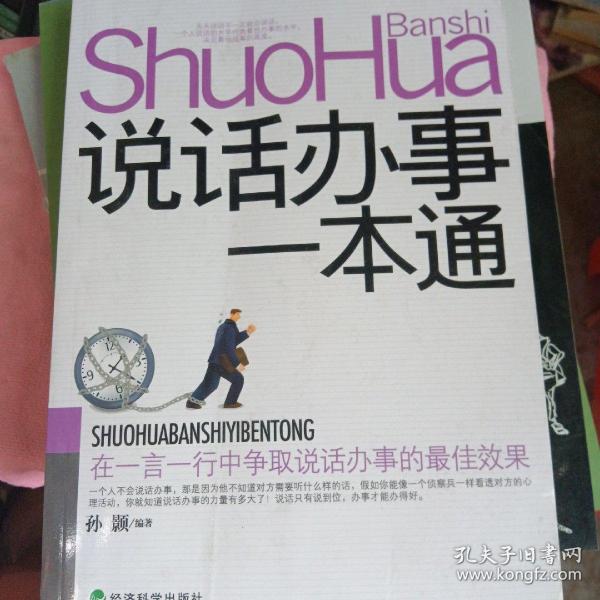 ShuoHua
Banshi
说话办事
一本通
SHUOHUABANSHIYIBENTONG
在一言一行中争取说话办事的最佳效果
一个人不会说话办事，那是因为他不知道对方需要听什么样的话，假如你能像一个侦察兵一样看透对方的心
理活动，你就知道说话办事的力量有多大了！说话只有说到位，办事才能办得好。
孙 颢/编著
经济科学出版社
孔夫子旧书网
www.kongfz.com